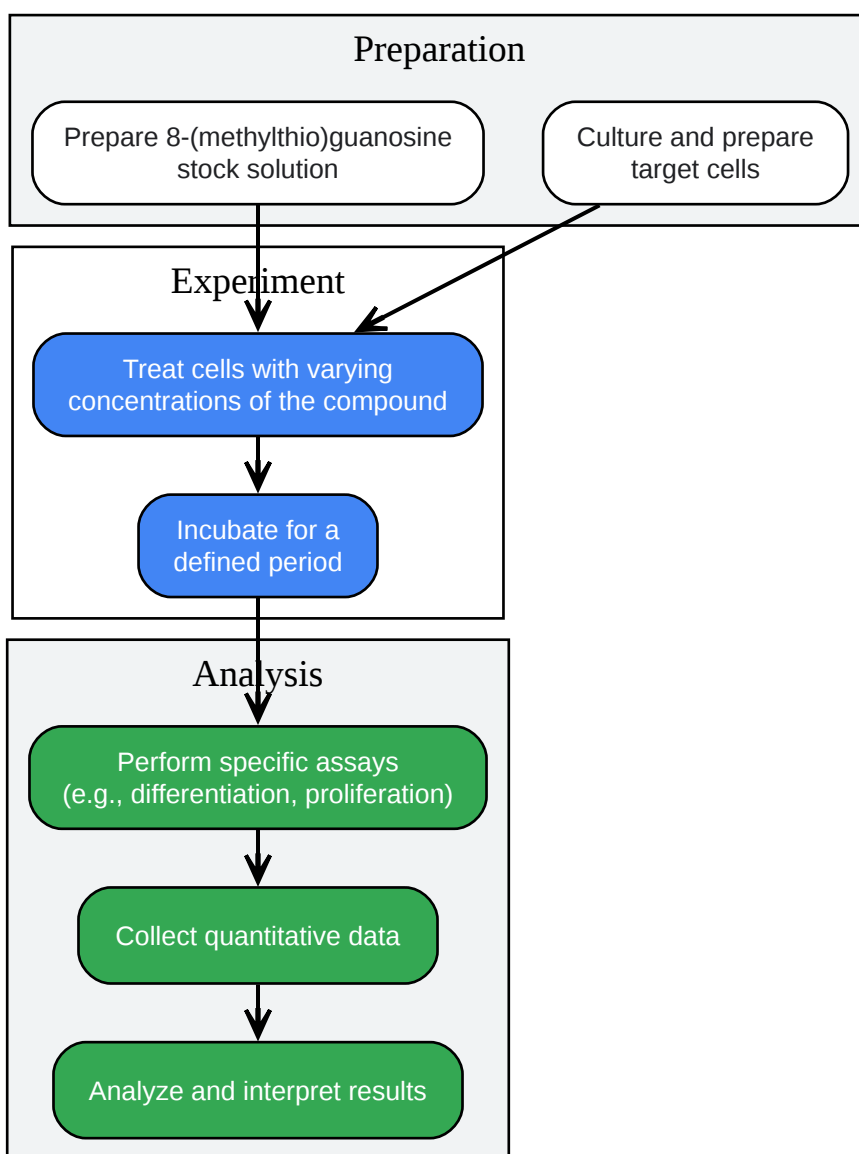 Preparation
Prepare 8-(methylthio)guanosine
stock solution
Culture and prepare
target cells
Experiment
Treat cells with varying
concentrations of the compound
Incubate for a
defined period
Analysis
Perform specific assays
(e.g., differentiation, proliferation)
Collect quantitative data
Analyze and interpret results